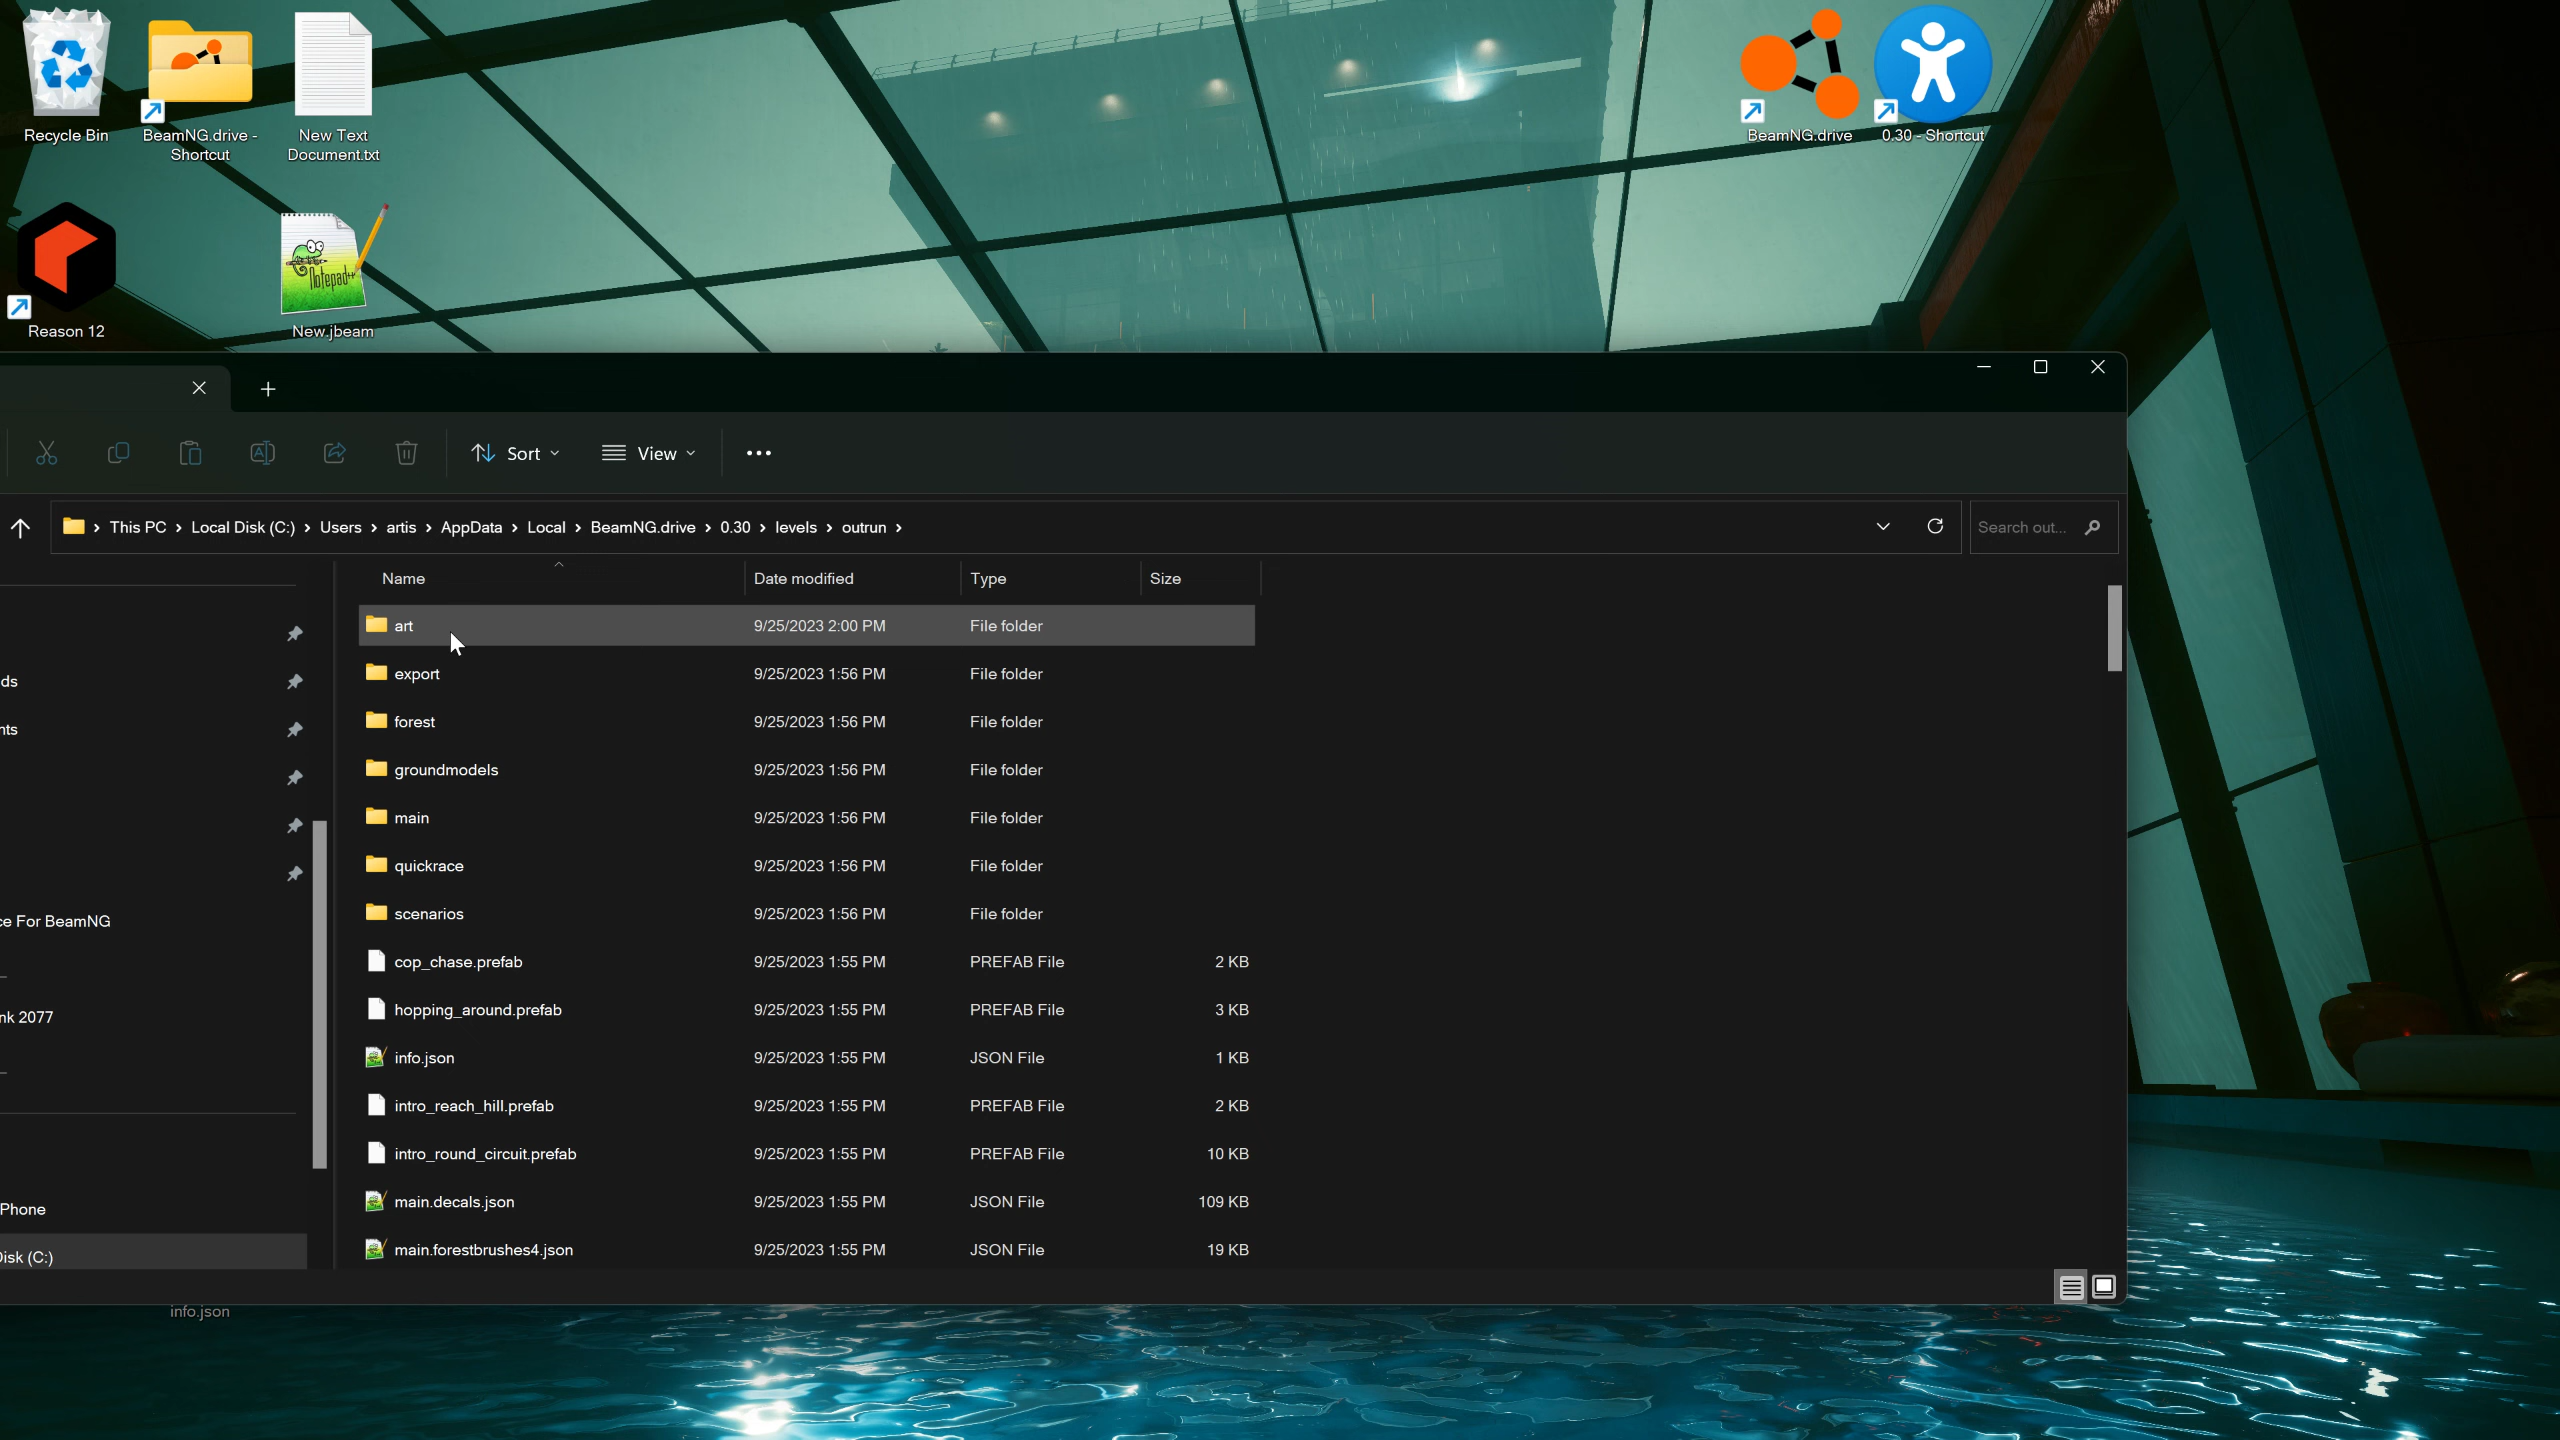 Recycle Bin
BeamNG.drive -
Shortcut
New Text
Document.txt
BeamNG.drive
0.30 - Shortcut
Notepad++
Reason 12
New.jbeam
Sort
View
This PC > Local Disk (C:) > Users > artis > AppData > Local > BeamNG.drive > 0.30 > levels > outrun >
Search out...
Name Date modified Type Size
art 9/25/2023 2:00 PM File folder
export 9/25/2023 1:56 PM File folder
ds
forest 9/25/2023 1:56 PM File folder
nts
groundmodels 9/25/2023 1:56 PM File folder
main 9/25/2023 1:56 PM File folder
quickrace 9/25/2023 1:56 PM File folder
scenarios 9/25/2023 1:56 PM File folder
ce For BeamNG
cop_chase.prefab 9/25/2023 1:55 PM PREFAB File 2 KB
hopping_around.prefab 9/25/2023 1:55 PM PREFAB File 3 KB
nk 2077
info.json 9/25/2023 1:55 PM JSON File 1 KB
intro_reach_hill.prefab 9/25/2023 1:55 PM PREFAB File 2 KB
intro_round_circuit.prefab 9/25/2023 1:55 PM PREFAB File 10 KB
main.decals.json 9/25/2023 1:55 PM JSON File 109 KB
Phone
main.forestbrushes4.json 9/25/2023 1:55 PM JSON File 19 KB
Disk (C:)
info.json